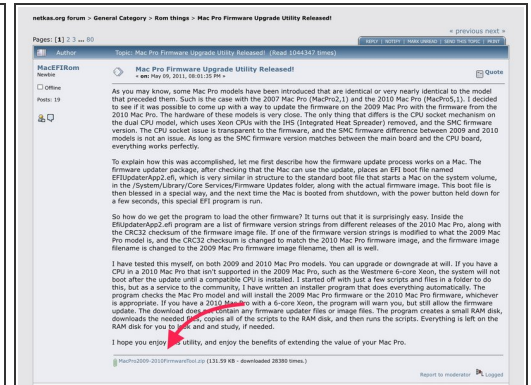 netkas.org forum > General Category > Rom things > Mac Pro Firmware Upgrade Utility Released!
« previous next »
Pages: [1] 2 3 ... 80
REPLY | NOTIFY | MARK UNREAD | SEND THIS TOPIC | PRINT
Author Topic: Mac Pro Firmware Upgrade Utility Released! (Read 1044347 times)
MacEFIRom
Newbie
Offline
Posts: 19
Mac Pro Firmware Upgrade Utility Released!
« on: May 09, 2011, 08:01:35 PM »
Quote
As you may know, some Mac Pro models have been introduced that are identical or very nearly identical to the model
that preceded them. Such is the case with the 2007 Mac Pro (MacPro2,1) and the 2010 Mac Pro (MacPro5,1). I decided
to see if it was possible to come up with a way to update the firmware on the 2009 Mac Pro with the firmware from the
2010 Mac Pro. The hardware of these models is very close. The only thing that differs is the CPU socket mechanism on
the dual CPU model, which uses Xeon CPUs with the IHS (Integrated Heat Spreader) removed, and the SMC firmware
version. The CPU socket issue is transparent to the firmware, and the SMC firmware difference between 2009 and 2010
models is not an issue. As long as the SMC firmware version matches between the main board and the CPU board,
everything works perfectly.
To explain how this was accomplished, let me first describe how the firmware update process works on a Mac. The
firmware updater package, after checking that the Mac can use the update, places an EFI boot file named
EFIUpdaterApp2.efi, which is very similar in structure to the standard boot file that starts a Mac on the system volume,
in the /System/Library/CoreServices/Firmware Updates folder, along with the actual firmware image. This boot file is
then blessed in a special way, and the next time the Mac is booted from shutdown, with the power button held down for
a few seconds, this special EFI program is run.
So how do we get the program to load the other firmware? It turns out that it is surprisingly easy. Inside the
EfiUpdaterApp2.efi program are a list of firmware version strings from different releases of the 2010 Mac Pro, along with
the CRC32 checksum of the firmware image file. If one of the firmware version strings is modified to what the 2009 Mac
Pro model is, and the CRC32 checksum is changed to match the 2010 Mac Pro firmware image, and the firmware image
filename is changed to the 2009 Mac Pro firmware image filename, then all is well.
I have tested this myself, on both 2009 and 2010 Mac Pro models. You can upgrade or downgrade at will. If you have a
CPU in a 2010 Mac Pro that isn't supported in the 2009 Mac Pro, such as the Westmere 6-core Xeon, the system will not
boot after the update until a compatible CPU is installed. I started off with just a few scripts and files in a folder to do
this, but as a service to the community, I have written an installer program that does everything automatically. The
program checks the Mac Pro model and will install the 2009 Mac Pro firmware or the 2010 Mac Pro firmware, whichever
is appropriate. If you have a 2010 Mac Pro with a 6-core Xeon, the program will warn you, but still allow the firmware
update. The download does not contain any firmware updater files or image files. The program creates a small RAM disk,
downloads the needed files, copies all of the scripts to the RAM disk, and then runs the scripts. Everything is left on the
RAM disk for you to look and and study, if needed.
I hope you enjoy utility, and enjoy the benefits of extending the value of your Mac Pro.
MacPro2009-2010FirmwareTool.zip (131.59 KB - downloaded 28380 times.)
Report to moderator Logged